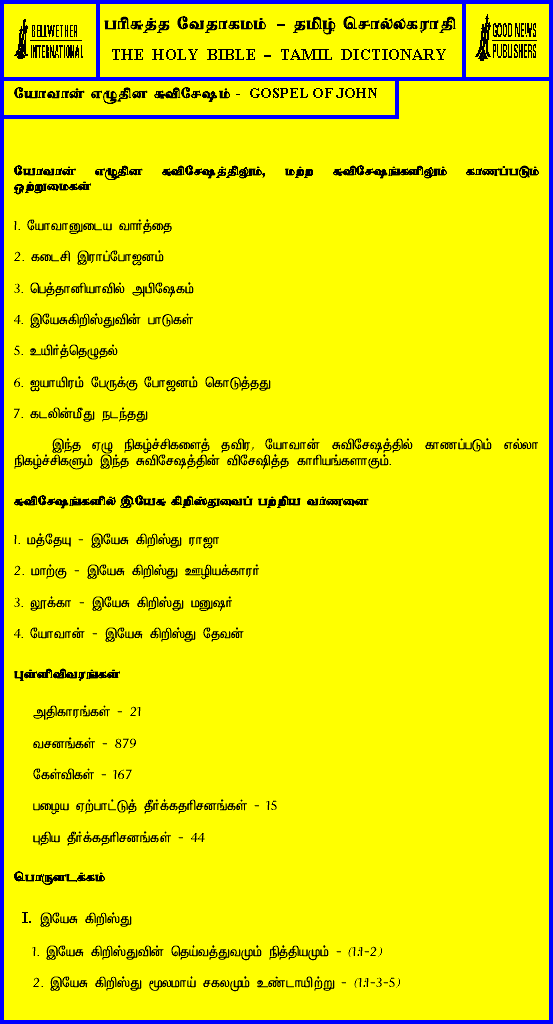 BELLWETHER
INTERNATIONAL
பரிசுத்த வேதாகமம் – தமிழ் சொல்லகராதி
THE HOLY BIBLE – TAMIL DICTIONARY
GOOD NEWS
PUBLISHERS
யோவான் எழுதின சுவிசேஷம் - GOSPEL OF JOHN
யோவான் எழுதின சுவிசேஷத்திலும், மற்ற சுவிசேஷங்களிலும் காணப்படும்
ஒற்றுமைகள்
1. யோவானுடைய வார்த்தை
2. கடைசி இராப்போஜனம்
3. பெத்தானியாவில் அபிஷேகம்
4. இயேசுகிறிஸ்துவின் பாடுகள்
5. உயிர்த்தெழுதல்
6. ஐயாயிரம் பேருக்கு போஜனம் கொடுத்தது
7. கடலின்மீது நடந்தது
இந்த ஏழு நிகழ்ச்சிகளைத் தவிர, யோவான் சுவிசேஷத்தில் காணப்படும் எல்லா
நிகழ்ச்சிகளும் இந்த சுவிசேஷத்தின் விசேஷித்த காரியங்களாகும்.
சுவிசேஷங்களில் இயேசு கிறிஸ்துவைப் பற்றிய வர்ணனை
1. மத்தேயு - இயேசு கிறிஸ்து ராஜா
2. மாற்கு - இயேசு கிறிஸ்து ஊழியக்காரர்
3. லூக்கா - இயேசு கிறிஸ்து மனுஷர்
4. யோவான் - இயேசு கிறிஸ்து தேவன்
புள்ளிவிவரங்கள்
அதிகாரங்கள் - 21
வசனங்கள் - 879
கேள்விகள் - 167
பழைய ஏற்பாட்டுத் தீர்க்கதரிசனங்கள் - 15
புதிய தீர்க்கதரிசனங்கள் - 44
பொருளடக்கம்
I. இயேசு கிறிஸ்து
1. இயேசு கிறிஸ்துவின் தெய்வத்துவமும் நித்தியமும் - (1:1-2)
2. இயேசு கிறிஸ்து மூலமாய் சகலமும் உண்டாயிற்று - (1:1-3-5)